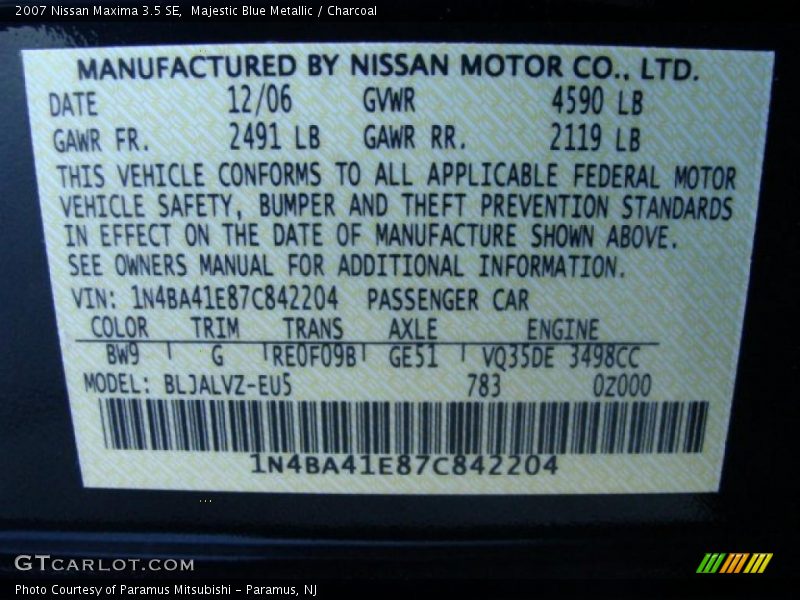 2007 Nissan Maxima 3.5 SE,  Majestic Blue Metallic / Charcoal
MANUFACTURED BY NISSAN MOTOR CO., LTD.
DATE 12/06 GVWR 4590 LB
GAWR FR. 2491 LB GAWR RR. 2119 LB
THIS VEHICLE CONFORMS TO ALL APPLICABLE FEDERAL MOTOR
VEHICLE SAFETY, BUMPER AND THEFT PREVENTION STANDARDS
IN EFFECT ON THE DATE OF MANUFACTURE SHOWN ABOVE.
SEE OWNERS MANUAL FOR ADDITIONAL INFORMATION.
VIN: 1N4BA41E87C842204 PASSENGER CAR
COLOR TRIM TRANS AXLE ENGINE
BW9 G RE0F09B GE51 VQ35DE 3498CC
MODEL: BLJALVZ-EU5 783 0Z000
1N4BA41E87C842204
GTCARLOT.COM
Photo Courtesy of Paramus Mitsubishi - Paramus, NJ